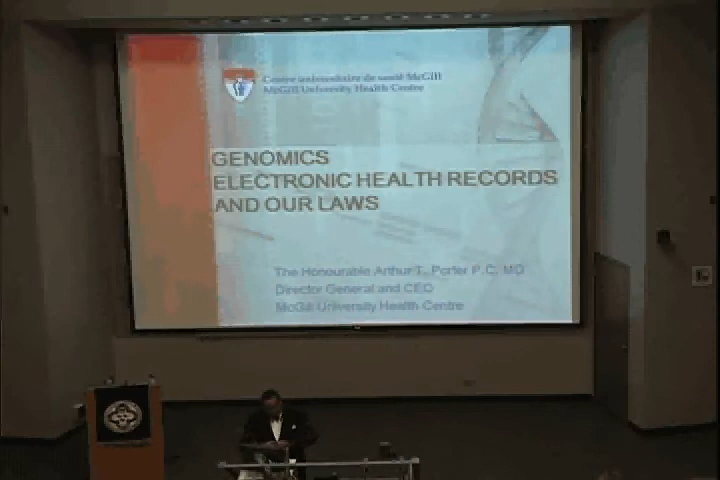 Centre universitaire de santé McGill
McGill University Health Centre
GENOMICS
ELECTRONIC HEALTH RECORDS
AND OUR LAWS
The Honourable Arthur T. Porter P.C. MD
Director General and CEO
McGill University Health Centre